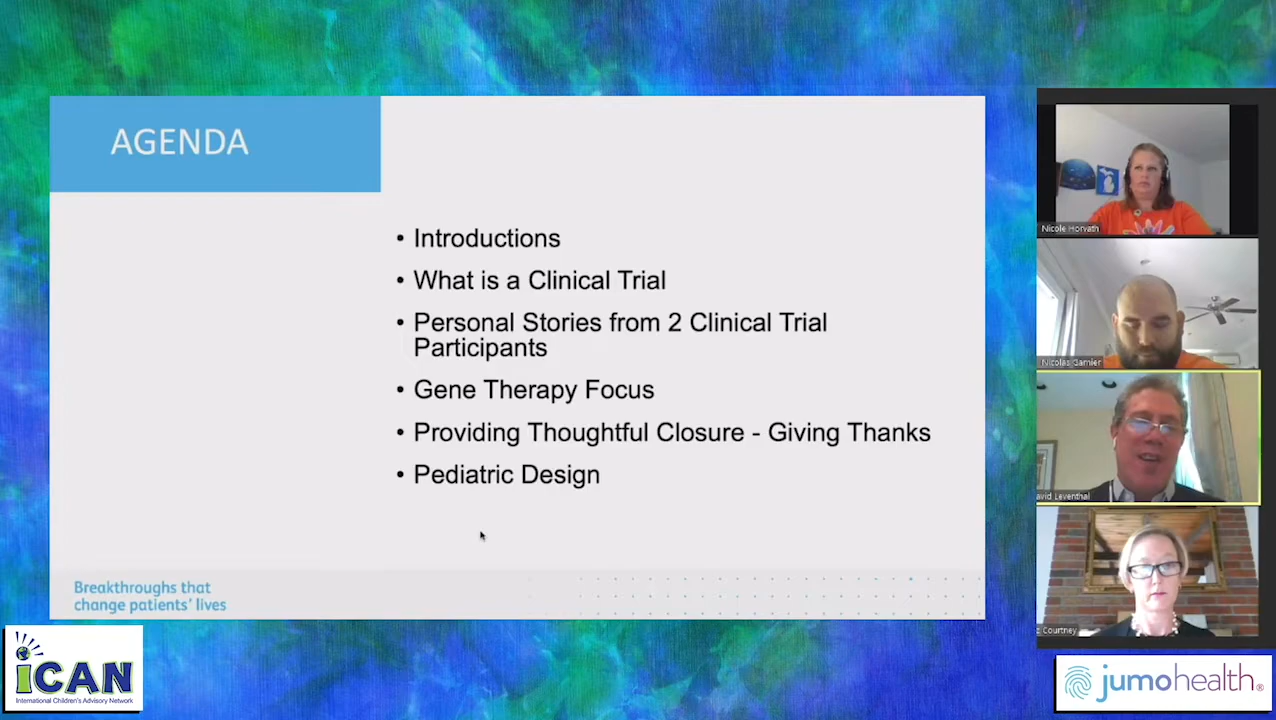 AGENDA
• Introductions
• What is a Clinical Trial
• Personal Stories from 2 Clinical Trial
Participants
• Gene Therapy Focus
• Providing Thoughtful Closure - Giving Thanks
• Pediatric Design
Breakthroughs that
change patients' lives
Nicole Horvath
Nicolas Garnier
avid Leventhal
z Courtney
iCAN
International Children's Advisory Network
jumohealth®